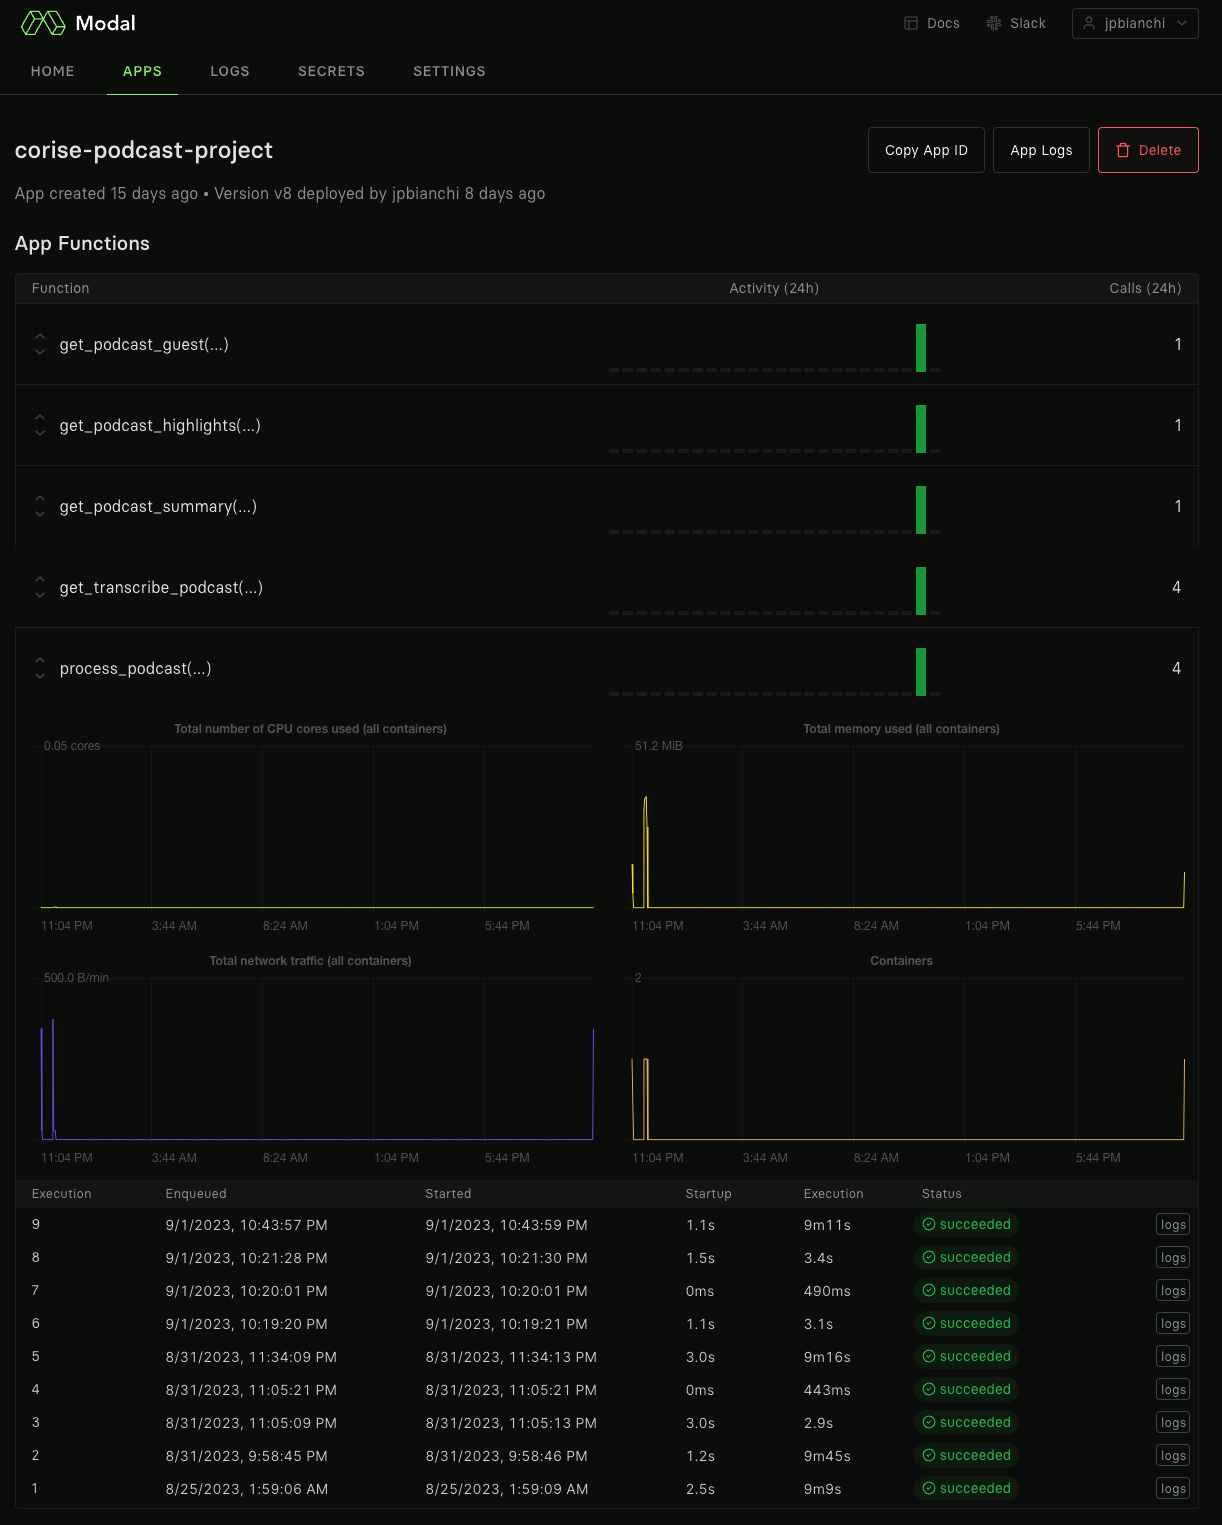 Modal
Docs Slack jpbianchi
HOME APPS LOGS SECRETS SETTINGS
corise-podcast-project
Copy App ID App Logs Delete
App created 15 days ago • Version v8 deployed by jpbianchi 8 days ago
App Functions
Function Activity (24h) Calls (24h)
get_podcast_guest(...) 1
get_podcast_highlights(...) 1
get_podcast_summary(...) 1
get_transcribe_podcast(...) 4
process_podcast(...) 4
Total number of CPU cores used (all containers) Total memory used (all containers)
0.05 cores 51.2 MiB
11:04 PM 3:44 AM 8:24 AM 1:04 PM 5:44 PM 11:04 PM 3:44 AM 8:24 AM 1:04 PM 5:44 PM
Total network traffic (all containers) Containers
500.0 B/min 2
11:04 PM 3:44 AM 8:24 AM 1:04 PM 5:44 PM 11:04 PM 3:44 AM 8:24 AM 1:04 PM 5:44 PM
Execution Enqueued Started Startup Execution Status
9 9/1/2023, 10:43:57 PM 9/1/2023, 10:43:59 PM 1.1s 9m11s succeeded logs
8 9/1/2023, 10:21:28 PM 9/1/2023, 10:21:30 PM 1.5s 3.4s succeeded logs
7 9/1/2023, 10:20:01 PM 9/1/2023, 10:20:01 PM 0ms 490ms succeeded logs
6 9/1/2023, 10:19:20 PM 9/1/2023, 10:19:21 PM 1.1s 3.1s succeeded logs
5 8/31/2023, 11:34:09 PM 8/31/2023, 11:34:13 PM 3.0s 9m16s succeeded logs
4 8/31/2023, 11:05:21 PM 8/31/2023, 11:05:21 PM 0ms 443ms succeeded logs
3 8/31/2023, 11:05:09 PM 8/31/2023, 11:05:13 PM 3.0s 2.9s succeeded logs
2 8/31/2023, 9:58:45 PM 8/31/2023, 9:58:46 PM 1.2s 9m45s succeeded logs
1 8/25/2023, 1:59:06 AM 8/25/2023, 1:59:09 AM 2.5s 9m9s succeeded logs